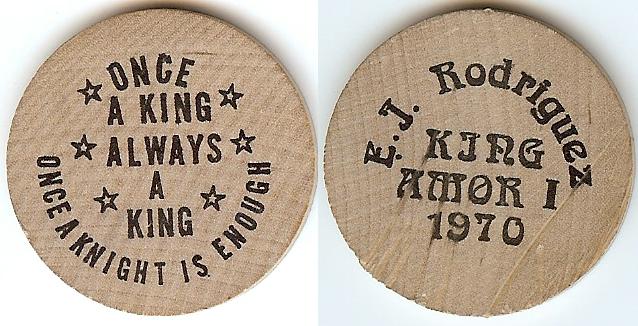 ONCE
A KING
ALWAYS
A
KING
ONCE A KNIGHT IS ENOUGH
E.J. Rodriguez
KING
AMOR I
1970